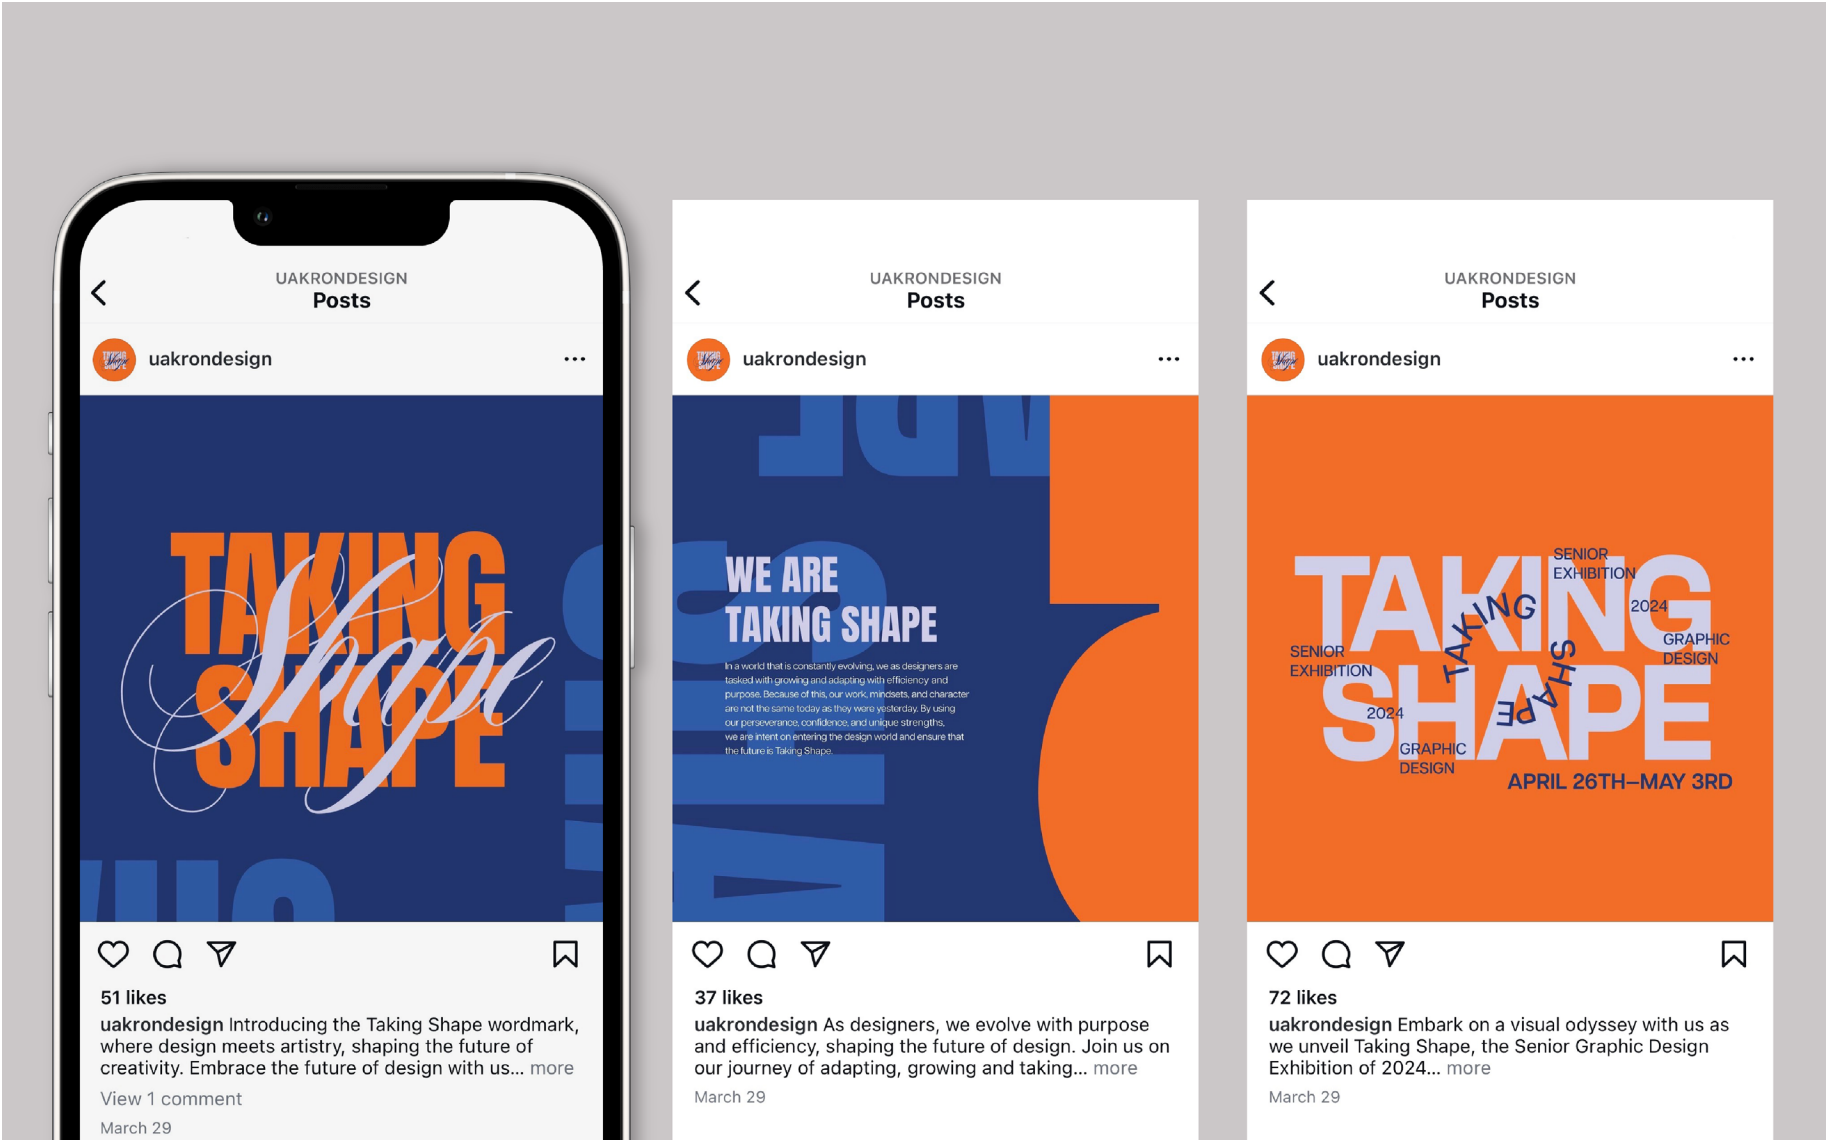 UAKRONDESIGN
Posts
uakrondesign
TAKING
Shape
SHAPE
51 likes
uakrondesign Introducing the Taking Shape wordmark,
where design meets artistry, shaping the future of
creativity. Embrace the future of design with us... more
View 1 comment
March 29
UAKRONDESIGN
Posts
uakrondesign
WE ARE
TAKING SHAPE
In a world that is constantly evolving, we as designers are
tasked with growing and adapting with efficiency and
purpose. Because of this, our work, mindsets, and character
are not the same today as they were yesterday. By using
our perseverance, confidence, and unique strengths,
we are intent on entering the design world and ensure that
the future is Taking Shape.
37 likes
uakrondesign As designers, we evolve with purpose
and efficiency, shaping the future of design. Join us on
our journey of adapting, growing and taking... more
March 29
UAKRONDESIGN
Posts
uakrondesign
TAKING
SHAPE
SENIOR
EXHIBITION
2024
GRAPHIC
DESIGN
TAKING
SHAPE
SENIOR
EXHIBITION
2024
GRAPHIC
DESIGN
APRIL 26TH–MAY 3RD
72 likes
uakrondesign Embark on a visual odyssey with us as
we unveil Taking Shape, the Senior Graphic Design
Exhibition of 2024... more
March 29